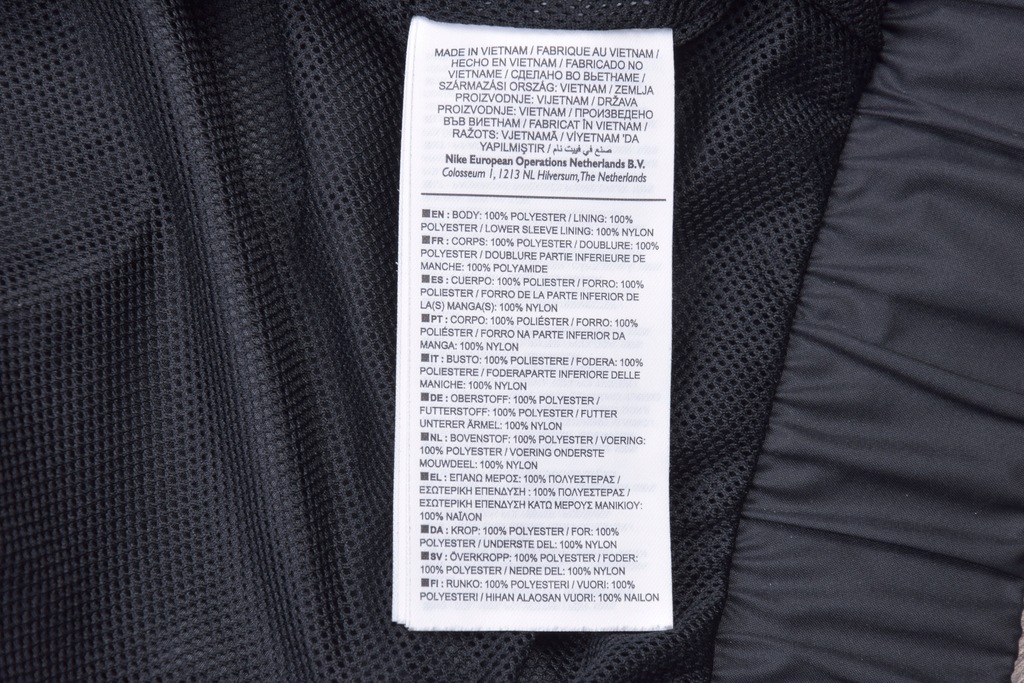 MADE IN VIETNAM / FABRIQUE AU VIETNAM /
HECHO EN VIETNAM / FABRICADO NO
VIETNAME / СДЕЛАНО ВО ВЬЕТНАМЕ /
SZÁRMAZÁSI ORSZÁG: VIETNAM / ZEMLJA
PROIZVODNJE: VIJETNAM / DRŽAVA
PROIZVODNJE: VIETNAM / ПРОИЗВЕДЕНО
ВЪВ ВИЕТНАМ / FABRICAT ÎN VIETNAM /
RAŽOTS: VJETNAMĀ / VİYETNAM 'DA
YAPILMIŞTIR / صنع في فييت نام
Nike European Operations Netherlands B.V.
Colosseum 1, 1213 NL Hilversum,The Netherlands
■EN : BODY: 100% POLYESTER / LINING: 100%
POLYESTER / LOWER SLEEVE LINING: 100% NYLON
■FR : CORPS: 100% POLYESTER / DOUBLURE: 100%
POLYESTER / DOUBLURE PARTIE INFERIEURE DE
MANCHE: 100% POLYAMIDE
■ES : CUERPO: 100% POLIESTER / FORRO: 100%
POLIESTER / FORRO DE LA PARTE INFERIOR DE
LA(S) MANGA(S): 100% NYLON
■PT : CORPO: 100% POLIÉSTER / FORRO: 100%
POLIÉSTER / FORRO NA PARTE INFERIOR DA
MANGA: 100% NYLON
■IT : BUSTO: 100% POLIESTERE / FODERA: 100%
POLIESTERE / FODERAPARTE INFERIORE DELLE
MANICHE: 100% NYLON
■DE : OBERSTOFF: 100% POLYESTER /
FUTTERSTOFF: 100% POLYESTER / FUTTER
UNTERER ÄRMEL: 100% NYLON
■NL : BOVENSTOF: 100% POLYESTER / VOERING:
100% POLYESTER / VOERING ONDERSTE
MOUWDEEL: 100% NYLON
■EL : ΕΠΑΝΩ ΜΕΡΟΣ: 100% ΠΟΛΥΕΣΤΕΡΑΣ /
ΕΣΩΤΕΡΙΚΗ ΕΠΕΝΔΥΣΗ : 100% ΠΟΛΥΕΣΤΕΡΑΣ /
ΕΣΩΤΕΡΙΚΗ ΕΠΕΝΔΥΣΗ ΚΑΤΩ ΜΕΡΟΥΣ ΜΑΝΙΚΙΟΥ:
100% ΝΑΪΛΟΝ
■DA : KROP: 100% POLYESTER / FOR: 100%
POLYESTER / UNDERSTE DEL: 100% NYLON
■SV : ÖVERKROPP: 100% POLYESTER / FODER:
100% POLYESTER / NEDRE DEL: 100% NYLON
■FI : RUNKO: 100% POLYESTERI / VUORI: 100%
POLYESTERI / HIHAN ALAOSAN VUORI: 100% NAILON